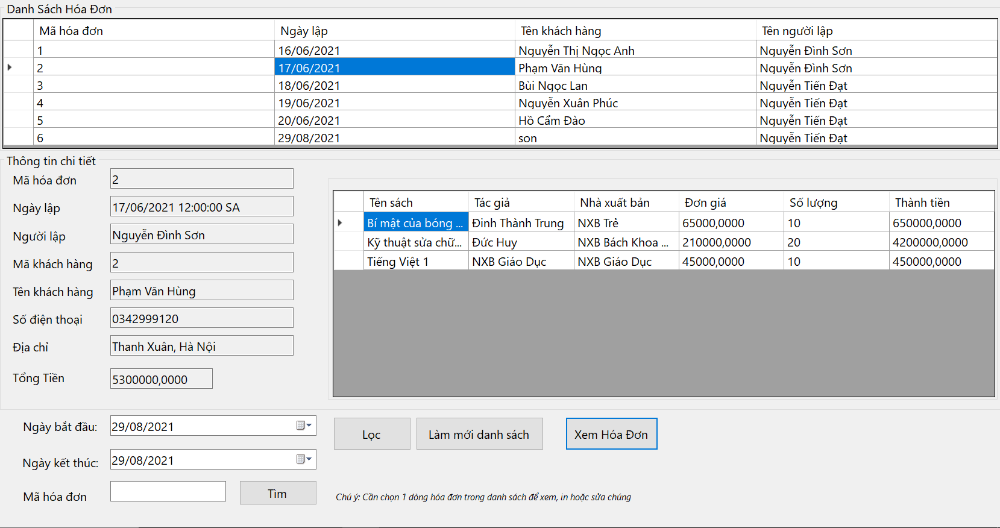 Danh Sách Hóa Đơn
Mã hóa đơn Ngày lập Tên khách hàng Tên người lập
1 16/06/2021 Nguyễn Thị Ngọc Anh Nguyễn Đình Sơn
2 17/06/2021 Phạm Văn Hùng Nguyễn Đình Sơn
3 18/06/2021 Bùi Ngọc Lan Nguyễn Tiến Đạt
4 19/06/2021 Nguyễn Xuân Phúc Nguyễn Tiến Đạt
5 20/06/2021 Hồ Cẩm Đào Nguyễn Tiến Đạt
6 29/08/2021 son Nguyễn Tiến Đạt
Thông tin chi tiết
Mã hóa đơn 2
Ngày lập 17/06/2021 12:00:00 SA
Người lập Nguyễn Đình Sơn
Mã khách hàng 2
Tên khách hàng Phạm Văn Hùng
Số điện thoại 0342999120
Địa chỉ Thanh Xuân, Hà Nội
Tổng Tiền 5300000,0000
Tên sách Tác giả Nhà xuất bản Đơn giá Số lượng Thành tiền
Bí mật của bóng ... Đinh Thành Trung NXB Trẻ 65000,0000 10 650000,0000
Kỹ thuật sửa chữ... Đức Huy NXB Bách Khoa ... 210000,0000 20 4200000,0000
Tiếng Việt 1 NXB Giáo Dục NXB Giáo Dục 45000,0000 10 450000,0000
Ngày bắt đầu: 29/08/2021
Lọc Làm mới danh sách Xem Hóa Đơn
Ngày kết thúc: 29/08/2021
Mã hóa đơn Tìm
Chú ý: Cần chọn 1 dòng hóa đơn trong danh sách để xem, in hoặc sửa chúng